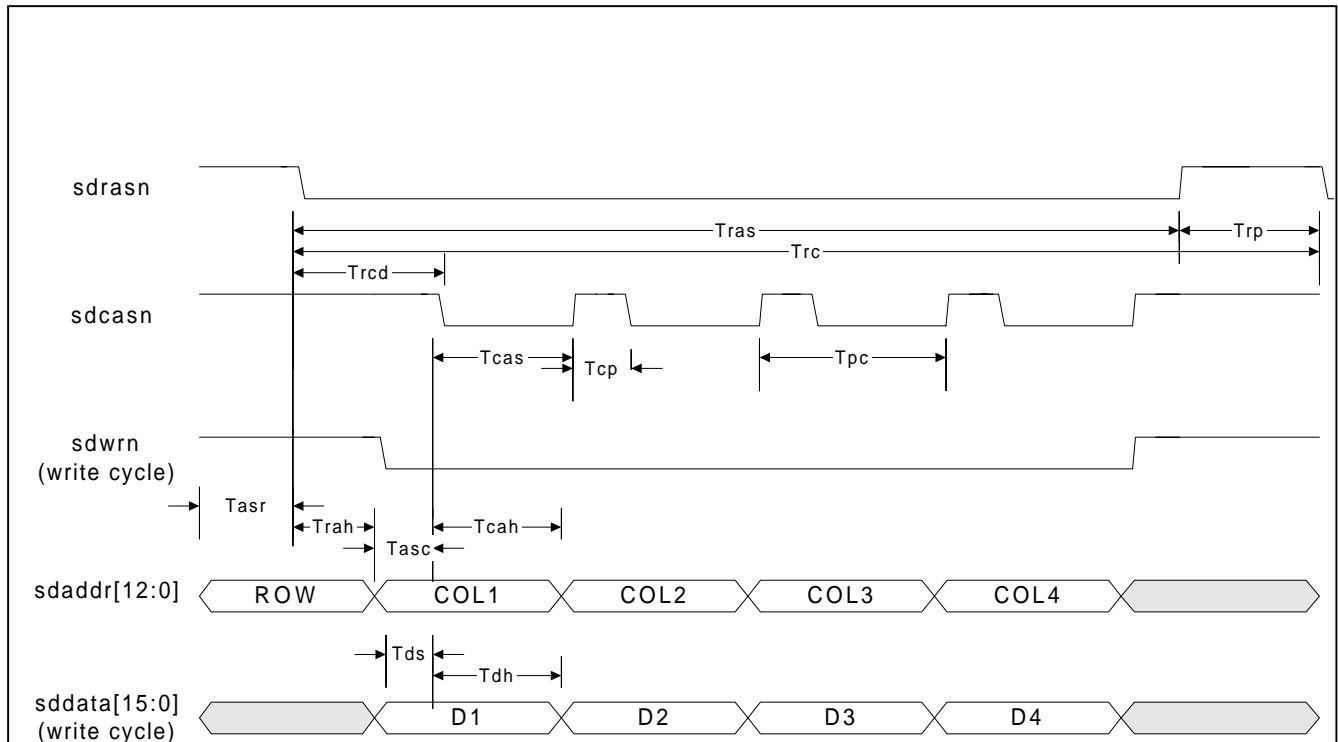 sdrasn
Tras
Trp
Trc
Trcd
sdcasn
Tcas
Tcp
Tpc
sdwrn
(write cycle)
Tasr
Trah
Tcah
Tasc
sdaddr[12:0]
ROW
COL1
COL2
COL3
COL4
Tds
Tdh
sddata[15:0]
(write cycle)
D1
D2
D3
D4